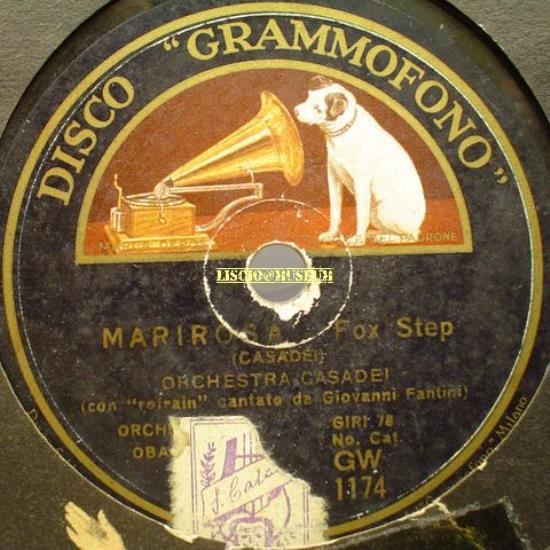 DISCO "GRAMMOFONO"
LISCIO@MUSEUM
MARIROSA Fox Step
(CASADEI)
ORCHESTRA CASADEI
(con "refrain" cantato da Giovanni Fantini)
GIRI 78
No. Cat.
GW
1174
Milano